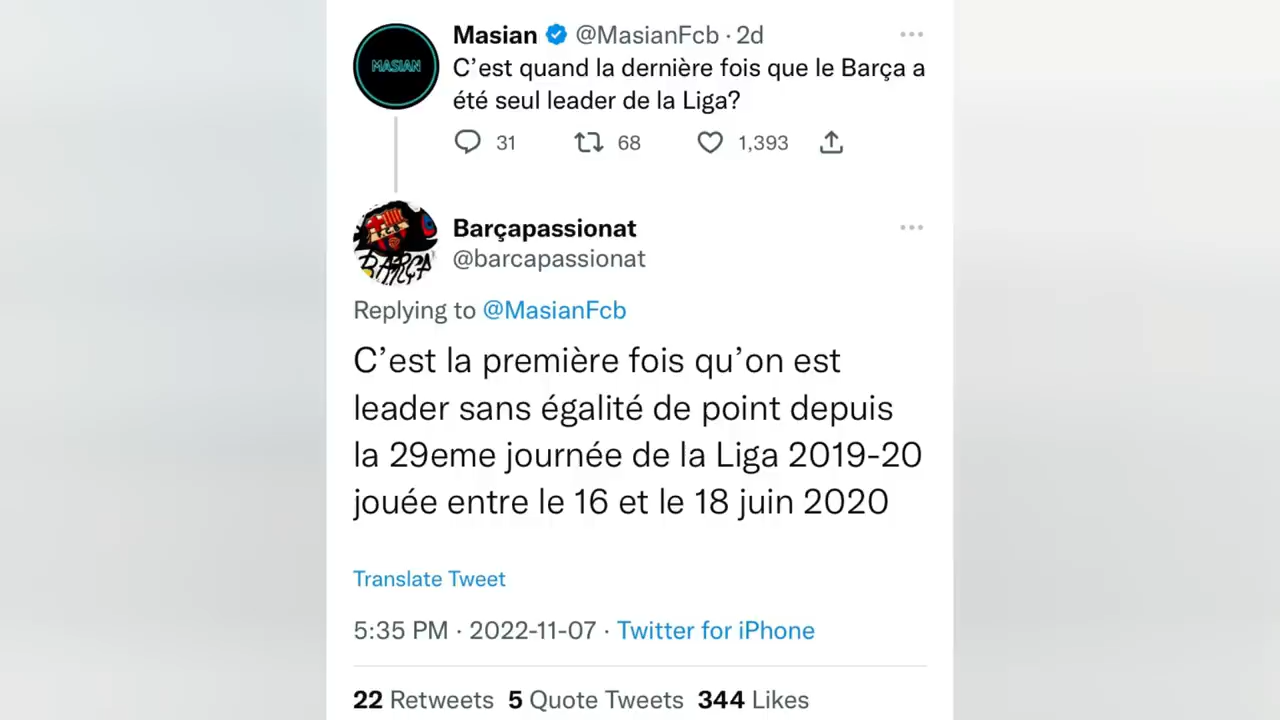 MASIAN
Masian @MasianFcb · 2d
C’est quand la dernière fois que le Barça a
été seul leader de la Liga?
31 68 1,393
BARÇA
Barçapassionat
@barcapassionat
Replying to @MasianFcb
C’est la première fois qu’on est
leader sans égalité de point depuis
la 29eme journée de la Liga 2019-20
jouée entre le 16 et le 18 juin 2020
Translate Tweet
5:35 PM · 2022-11-07 · Twitter for iPhone
22 Retweets 5 Quote Tweets 344 Likes